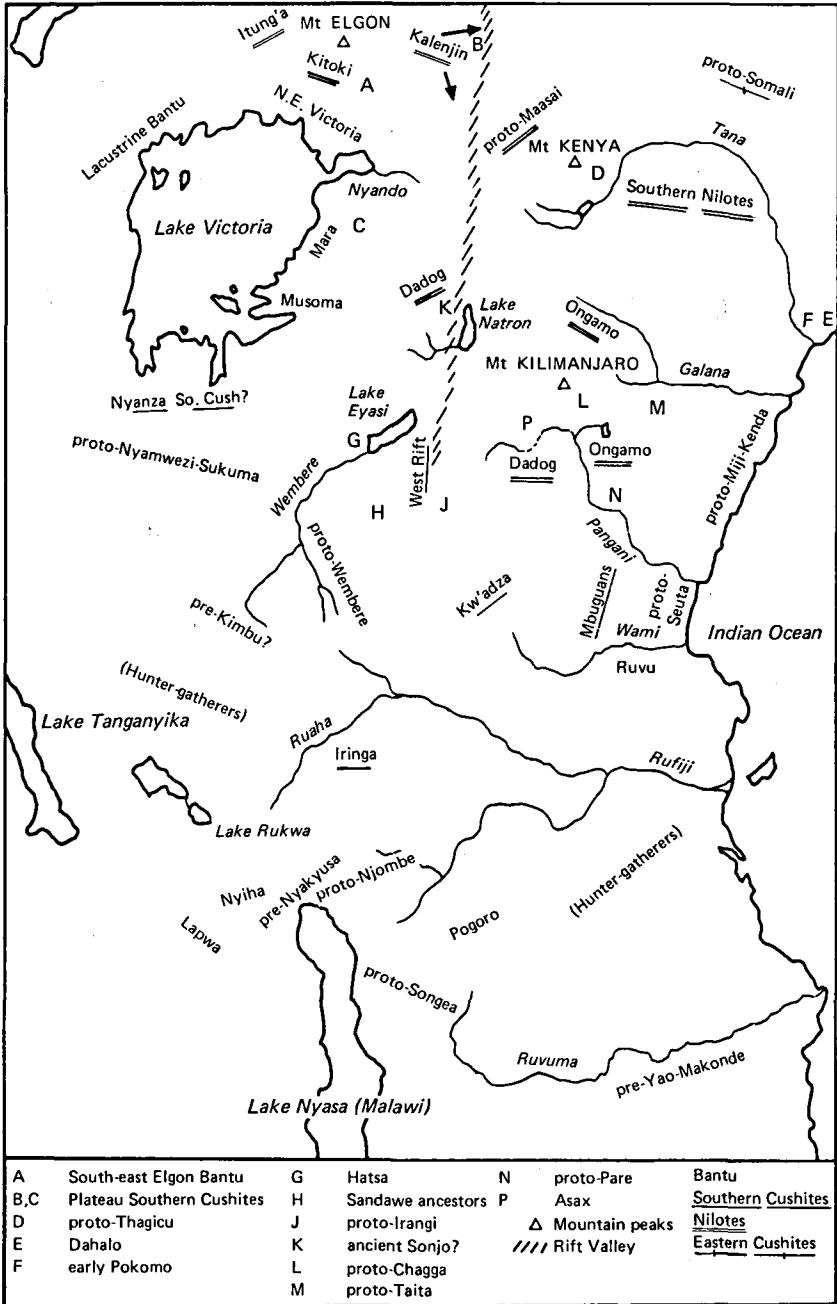 Itung'a
Mt ELGON
Kalenjin
B
Kitoki
A
proto-Somali
N.E. Victoria
Lacustrine Bantu
proto-Maasai
Mt KENYA
D
Tana
Nyando
Southern Nilotes
Lake Victoria
Mara
C
Dadog
K
Lake
Natron
Musoma
Ongamo
F E
Mt KILIMANJARO
Galana
L
M
Nyanza So. Cush?
Lake
Eyasi
G
P
proto-Nyamwezi-Sukuma
Wembere
West Rift
Dadog
Ongamo
proto-Miji-Kenda
H
J
N
Pangani
proto-Wembere
pre-Kimbu?
Kw'adza
Mbuguans
proto-
Seuta
Wami
Ruvu
Indian Ocean
(Hunter-gatherers)
Lake Tanganyika
Ruaha
Iringa
Rufiji
Lake Rukwa
Nyiha
pre-Nyakyusa
proto-Njombe
(Hunter-gatherers)
Lapwa
Pogoro
proto-Songea
Ruvuma
pre-Yao-Makonde
Lake Nyasa (Malawi)
A South-east Elgon Bantu G Hatsa N proto-Pare Bantu
B,C Plateau Southern Cushites H Sandawe ancestors P Asax Southern Cushites
D proto-Thagicu J proto-Irangi Mountain peaks Nilotes
E Dahalo K ancient Sonjo? Rift Valley Eastern Cushites
F early Pokomo L proto-Chagga
M proto-Taita